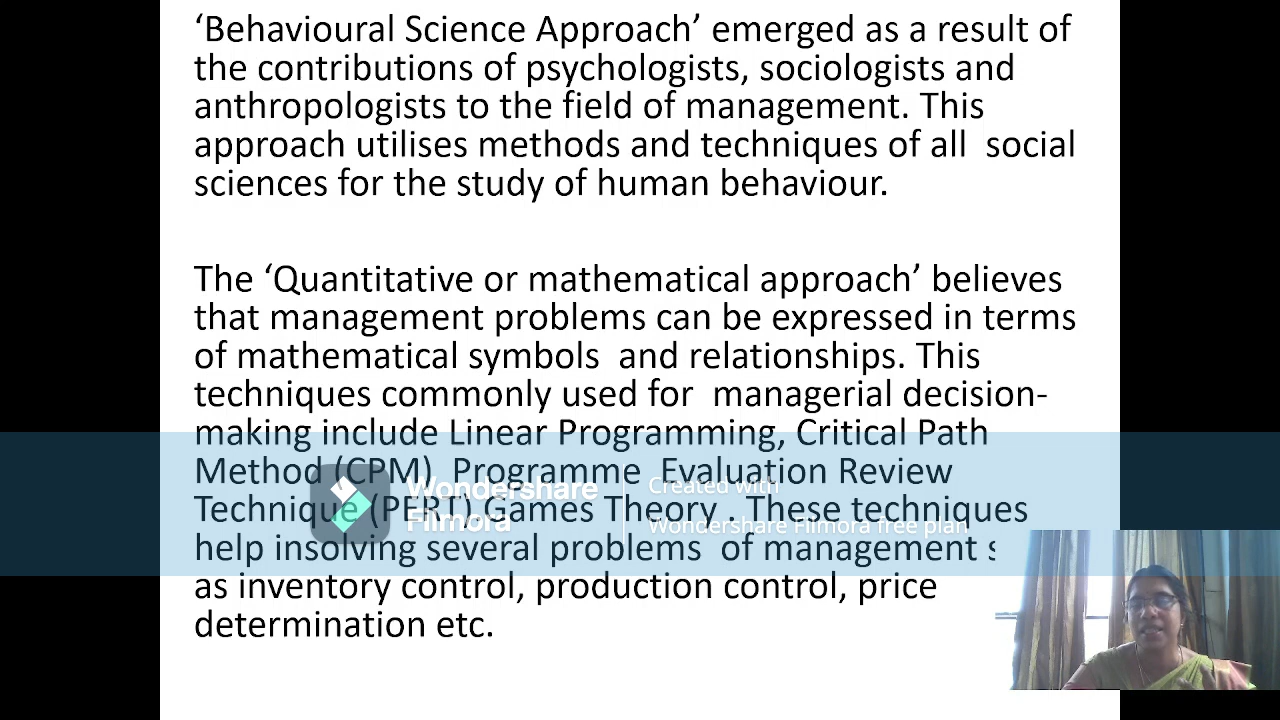 ‘Behavioural Science Approach’ emerged as a result of
the contributions of psychologists, sociologists and
anthropologists to the field of management. This
approach utilises methods and techniques of all  social
sciences for the study of human behaviour.
The ‘Quantitative or mathematical approach’ believes
that management problems can be expressed in terms
of mathematical symbols  and relationships. This
techniques commonly used for  managerial decision-
making include Linear Programming, Critical Path
Method (CPM)  Programme  Evaluation Review
Technique (PERT) Games Theory . These techniques
help insolving several problems  of management s
as inventory control, production control, price
determination etc.
Wondershare
Filmora
Created with
Wondershare Filmora free plan